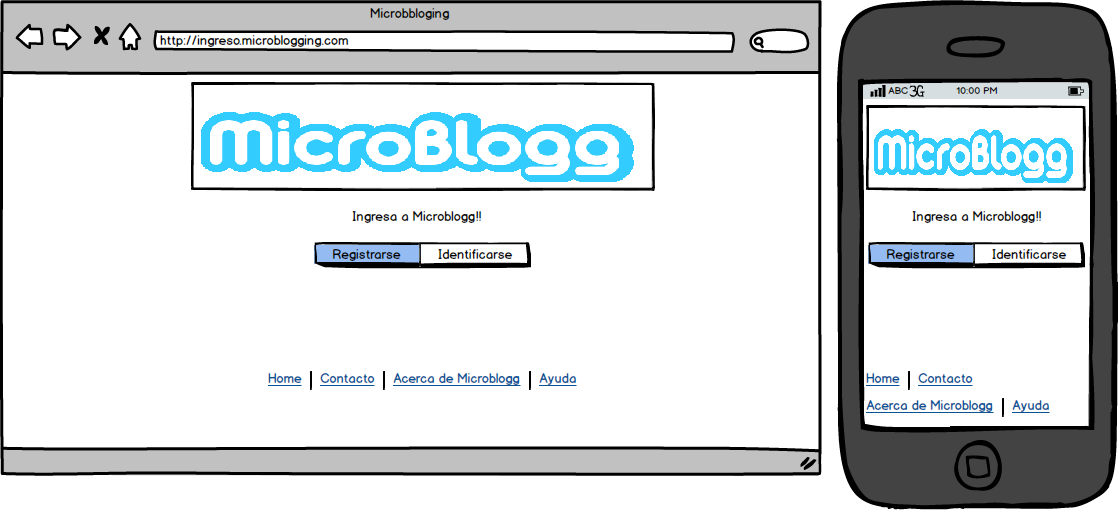 Microbbloging
http://ingreso.microblogging.com
MicroBlogg
Ingresa a Microblogg!!
Registrarse Identificarse
Home Contacto Acerca de Microblogg Ayuda
ABC 3G 10:00 PM
MicroBlogg
Ingresa a Microblogg!!
Registrarse Identificarse
Home Contacto
Acerca de Microblogg Ayuda